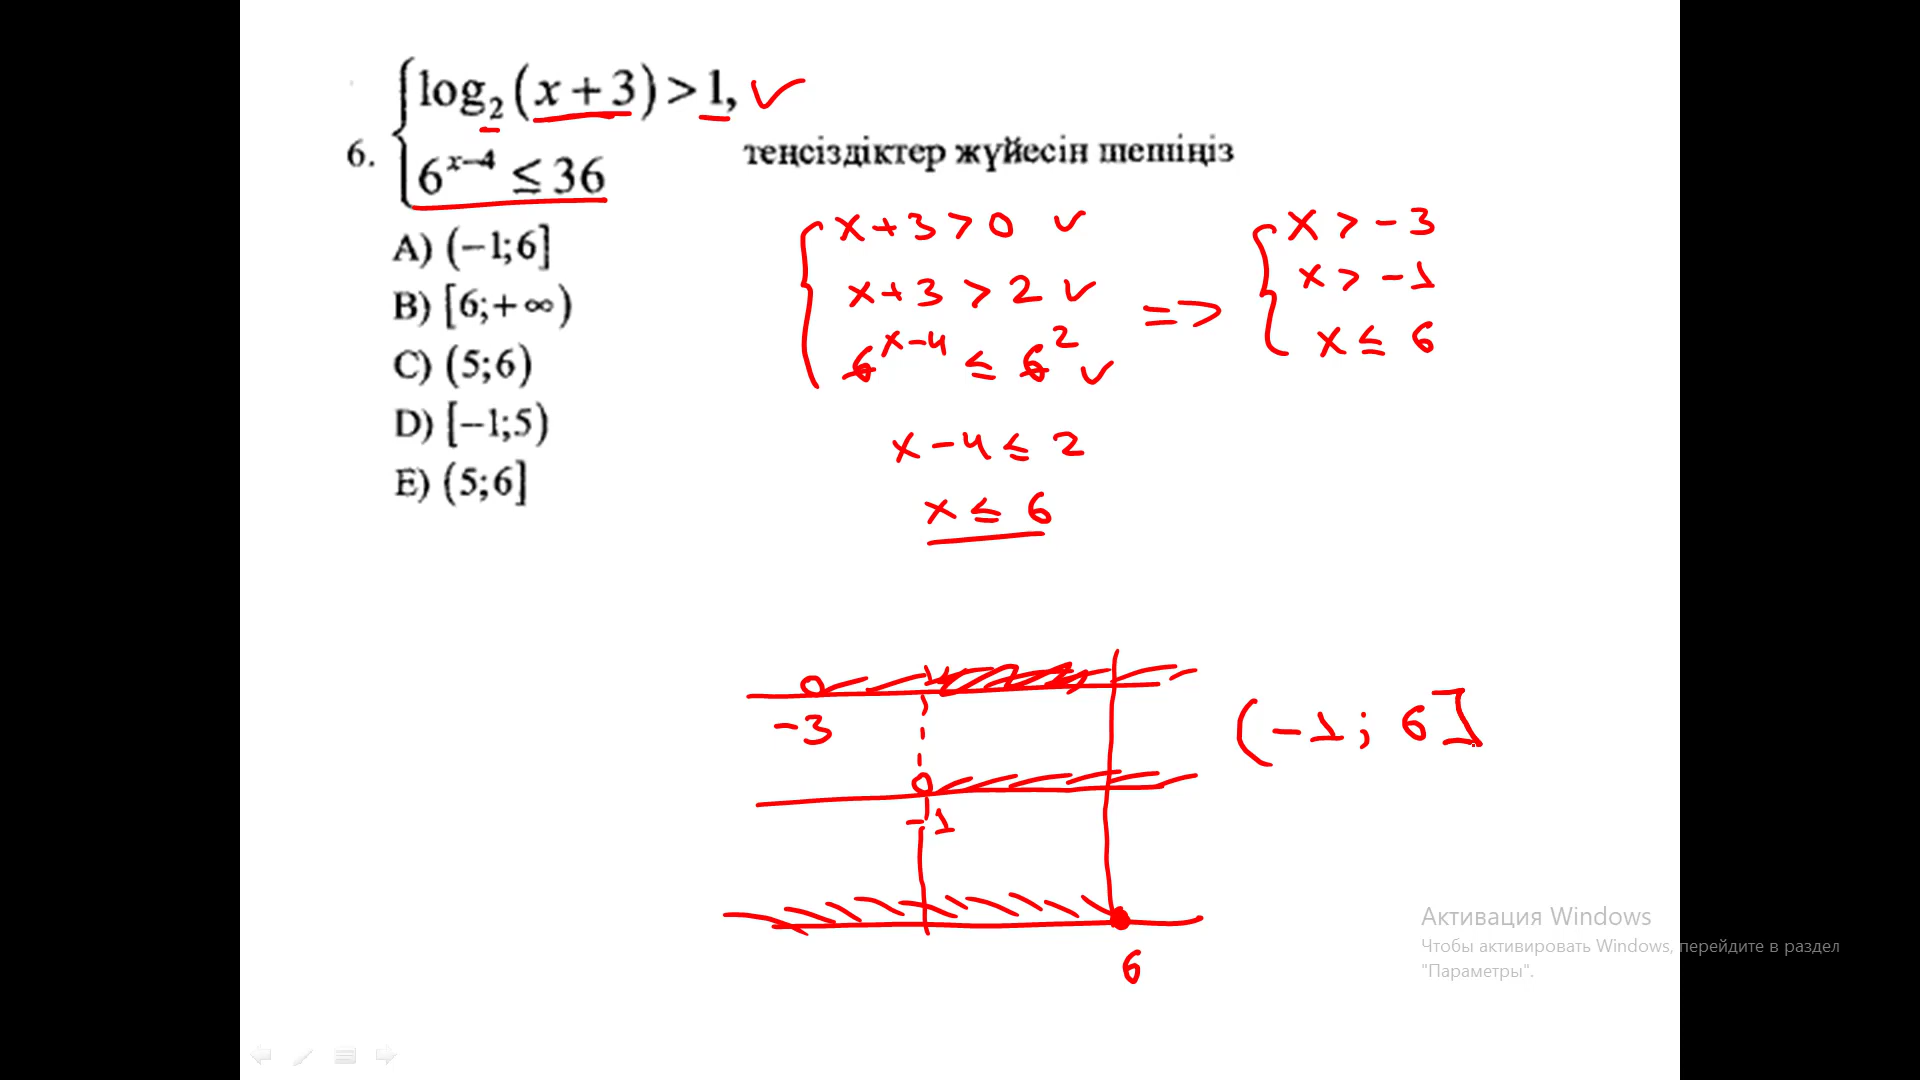 6. { log₂(x+3)>1, ✓
6ˣ⁻⁴ ≤ 36
теңсіздіктер жүйесін шешіңіз
A) (−1;6]
B) [6;+∞)
C) (5;6)
D) [−1;5)
E) (5;6]
{ x+3>0 ✓
x+3>2 ✓
6ˣ⁻⁴ ≤ 6² ✓
=>
{ x > -3
x > -1
x ≤ 6
x-4 ≤ 2
x ≤ 6
-3
-1
6
(-1; 6]
Активация Windows
Чтобы активировать Windows, перейдите в раздел
"Параметры".